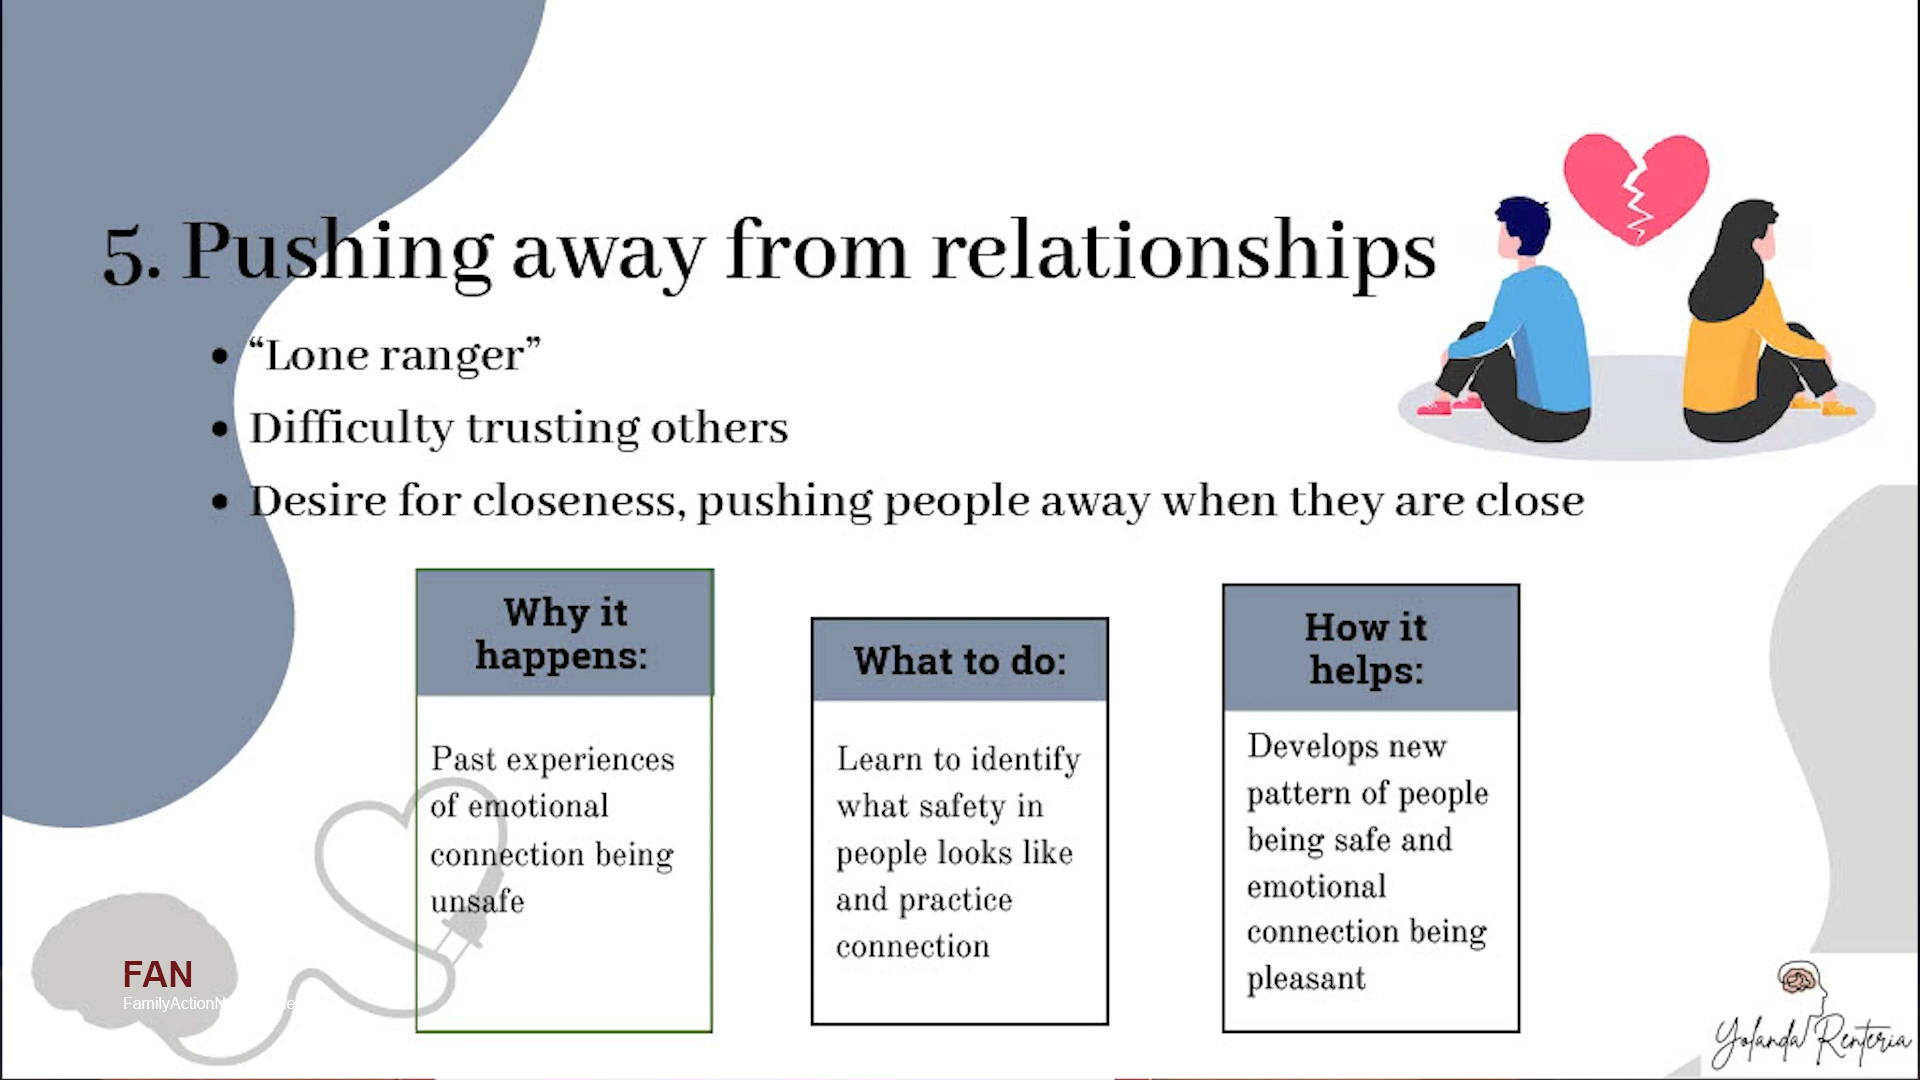 5. Pushing away from relationships
• “Lone ranger”
• Difficulty trusting others
• Desire for closeness, pushing people away when they are close
Why it
happens:
Past experiences
of emotional
connection being
unsafe
What to do:
Learn to identify
what safety in
people looks like
and practice
connection
How it
helps:
Develops new
pattern of people
being safe and
emotional
connection being
pleasant
FAN
Yolanda Renteria